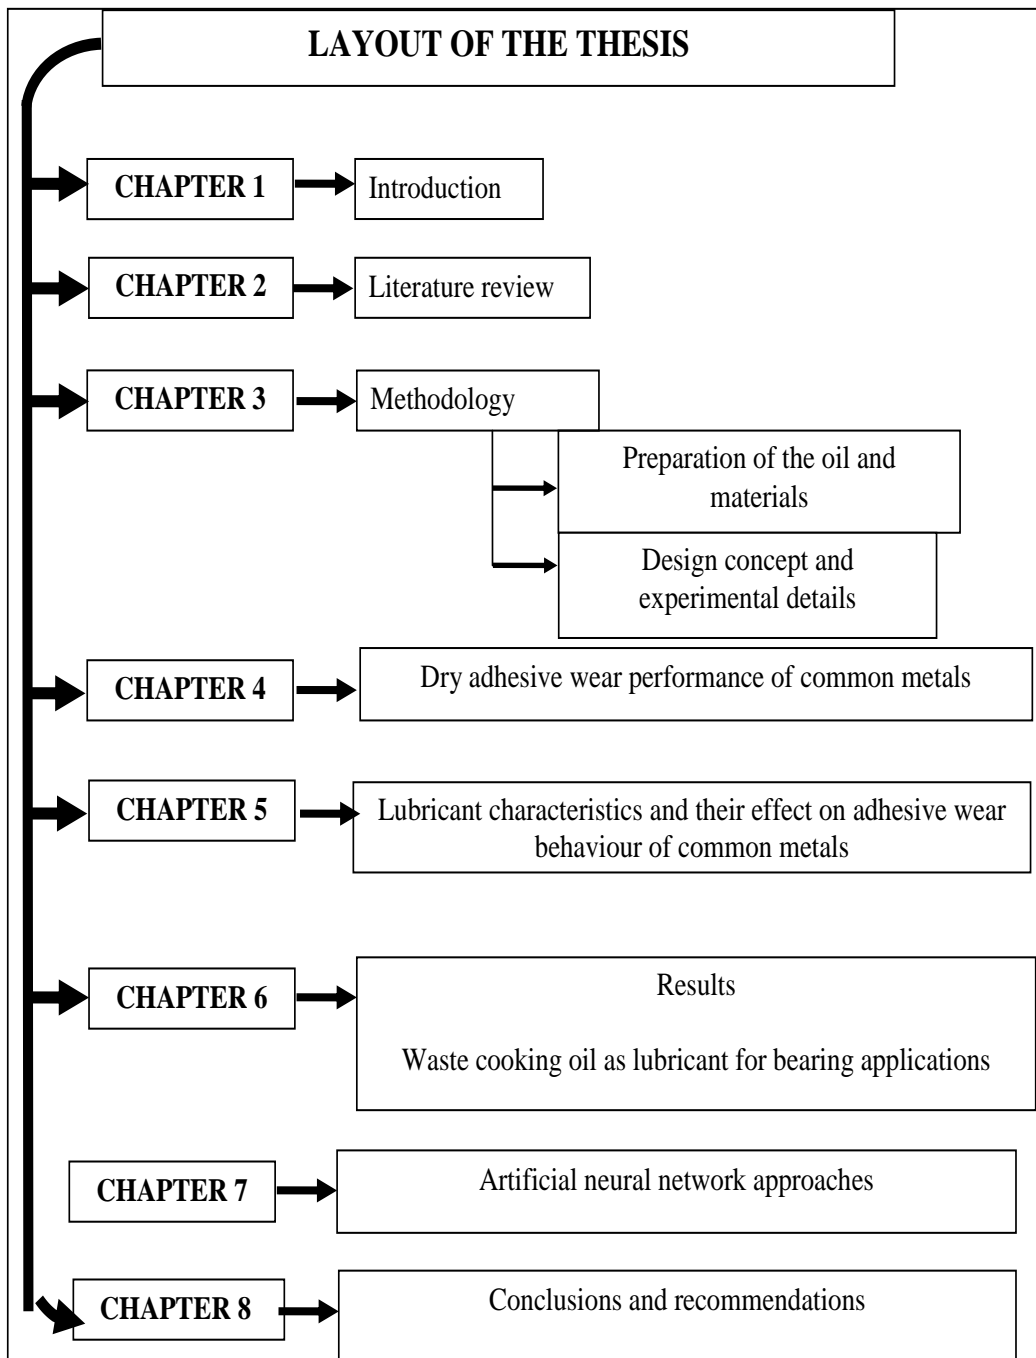 LAYOUT OF THE THESIS
CHAPTER 1
Introduction
CHAPTER 2
Literature review
CHAPTER 3
Methodology
Preparation of the oil and
materials
Design concept and
experimental details
CHAPTER 4
Dry adhesive wear performance of common metals
CHAPTER 5
Lubricant characteristics and their effect on adhesive wear
behaviour of common metals
CHAPTER 6
Results
Waste cooking oil as lubricant for bearing applications
CHAPTER 7
Artificial neural network approaches
CHAPTER 8
Conclusions and recommendations